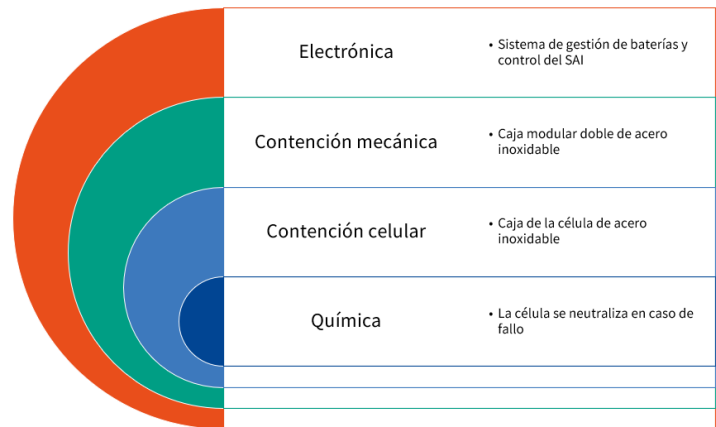 Electrónica
• Sistema de gestión de baterías y
control del SAI
Contención mecánica
• Caja modular doble de acero
inoxidable
Contención celular
• Caja de la célula de acero
inoxidable
Química
• La célula se neutraliza en caso de
fallo